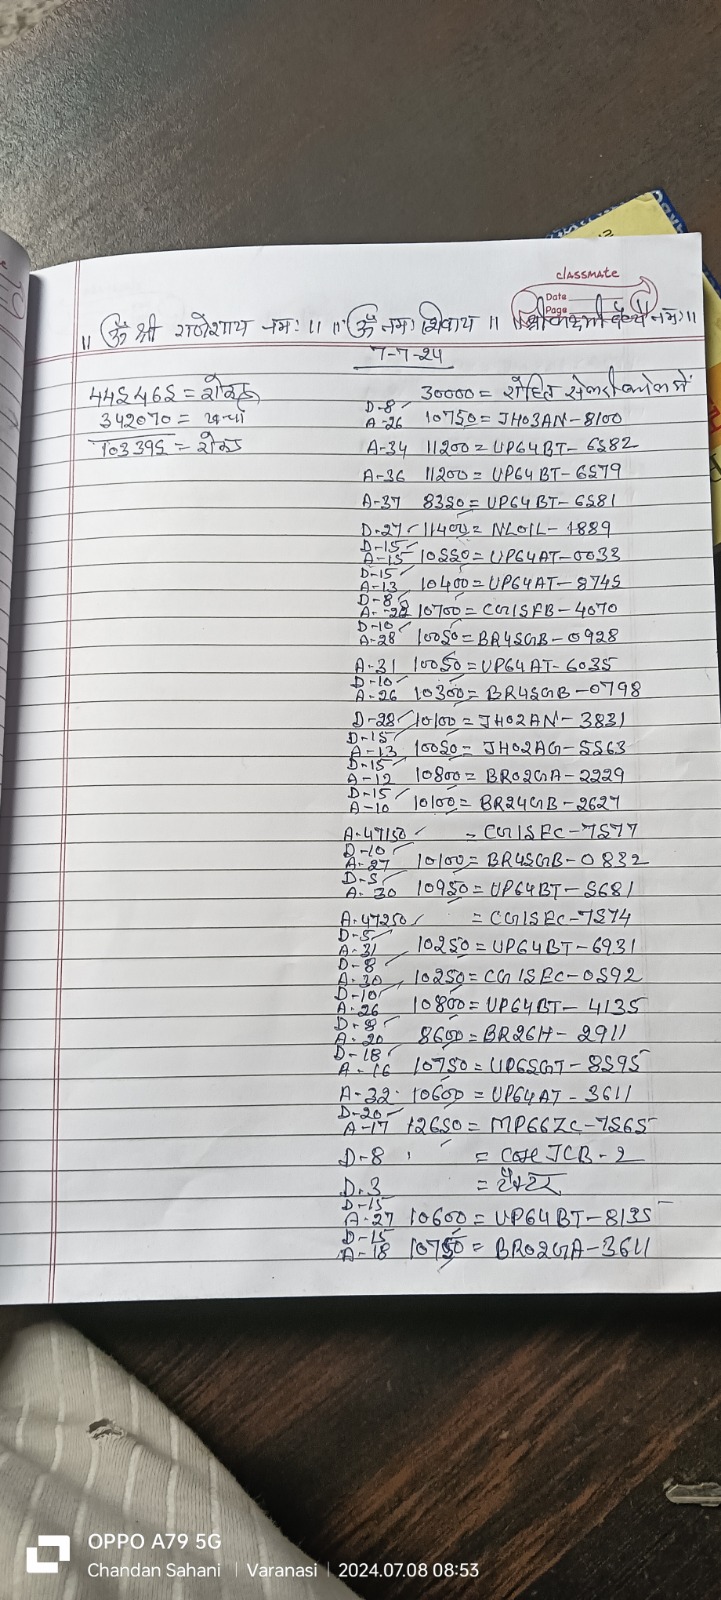 classmate
Date
Page
॥ ॐ श्री गणेशाय नमः ॥ ॥ ॐ नमः शिवाय ॥ ॥ श्री लक्ष्मी देव्यै नमः ॥
7-7-24
445465 = रोकड़
342070 = खर्चा
103395 = रोकड़
30000 = रोहित में
D-8
A-26 10750 = JH03AN-8100
A-34 11200 = UP64BT-6582
A-36 11200 = UP64BT-6579
A-37 8350 = UP64BT-6581
D-27 11400 = NL01L-1889
D-15
A-15 10550 = UP64AT-0033
D-15
A-13 10400 = UP64AT-8745
D-8
A-28 10700 = CG15EB-4070
D-10
A-28 10050 = BR45GB-0928
A-31 10050 = UP64AT-6035
D-10
A-26 10300 = BR45GB-0798
D-28 10100 = JH02AN-3831
D-15
A-13 10050 = JH02AG-5563
D-15
A-12 10800 = BR02GA-2229
D-15
A-10 10100 = BR24GB-2627
A-47150 = CG15EC-7577
D-10
A-27 10100 = BR45GB-0832
D-5
A-30 10950 = UP64BT-5681
A-47250 = CG15EC-7574
D-5
A-31 10250 = UP64BT-6931
D-8
A-30 10250 = CG15EC-0592
D-10
A-26 10800 = UP64BT-4135
D-8
A-20 8600 = BR26H-2911
D-18
A-16 10750 = UP65GT-8595
A-32 10600 = UP64AT-3611
D-20
A-17 12650 = MP66ZC-7565
D-8 = Case JCB-2
D-3 =
D-15
A-27 10600 = UP64BT-8135
D-15
A-18 10750 = BR02GA-3611
OPPO A79 5G
Chandan Sahani | Varanasi | 2024.07.08 08:53